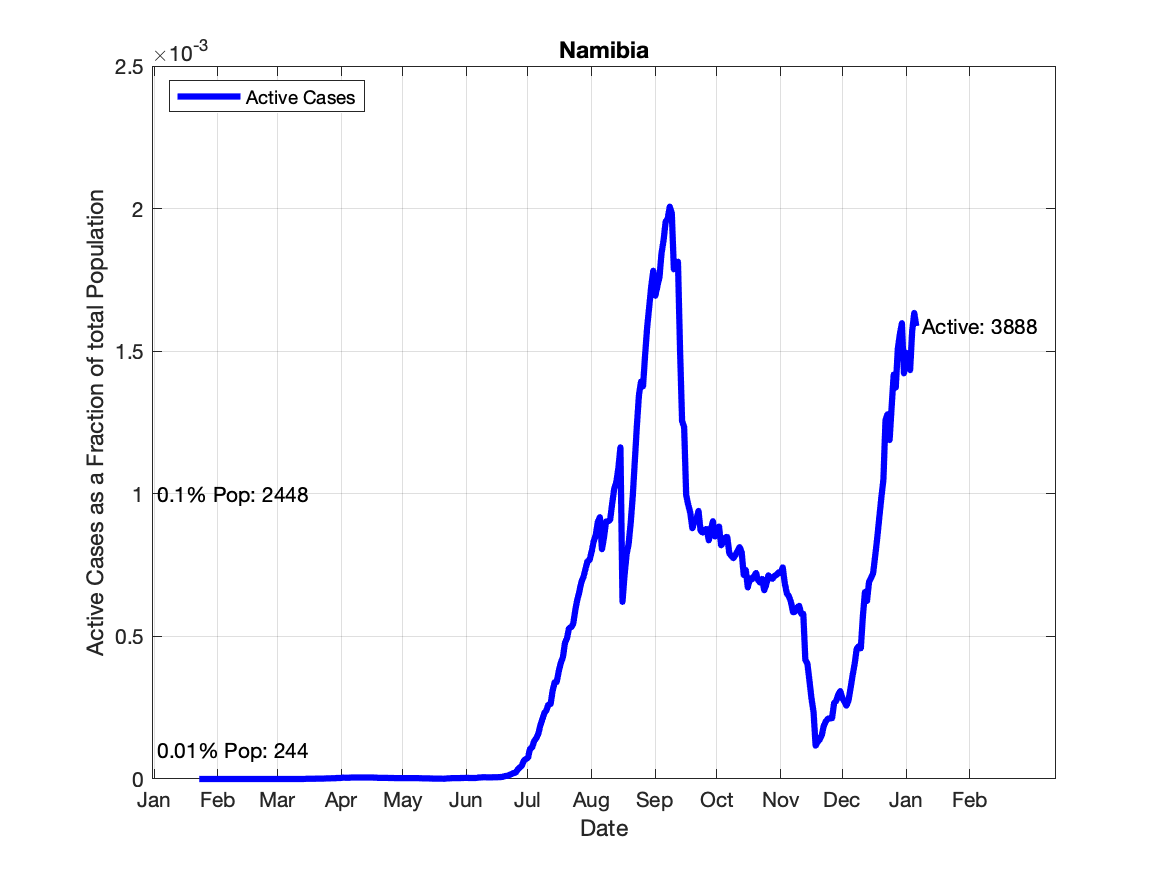 Namibia
×10-3
2.5
2
1.5
1
0.5
0
Active Cases as a Fraction of total Population
Active Cases
Active: 3888
0.1% Pop: 2448
0.01% Pop: 244
Jan Feb Mar Apr May Jun Jul Aug Sep Oct Nov Dec Jan Feb
Date